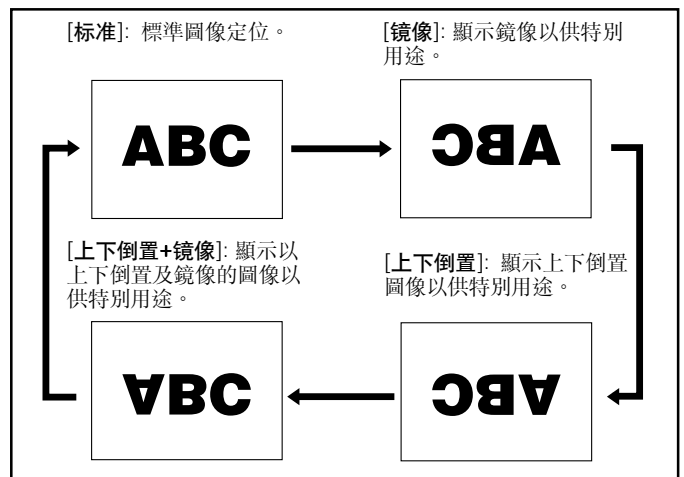 [标准]: 標準圖像定位。
[镜像]: 顯示鏡像以供特別
用途。
ABC
ABC
[上下倒置+镜像]: 顯示以
上下倒置及鏡像的圖像以
供特別用途。
[上下倒置]: 顯示上下倒置
圖像以供特別用途。
ABC
ABC